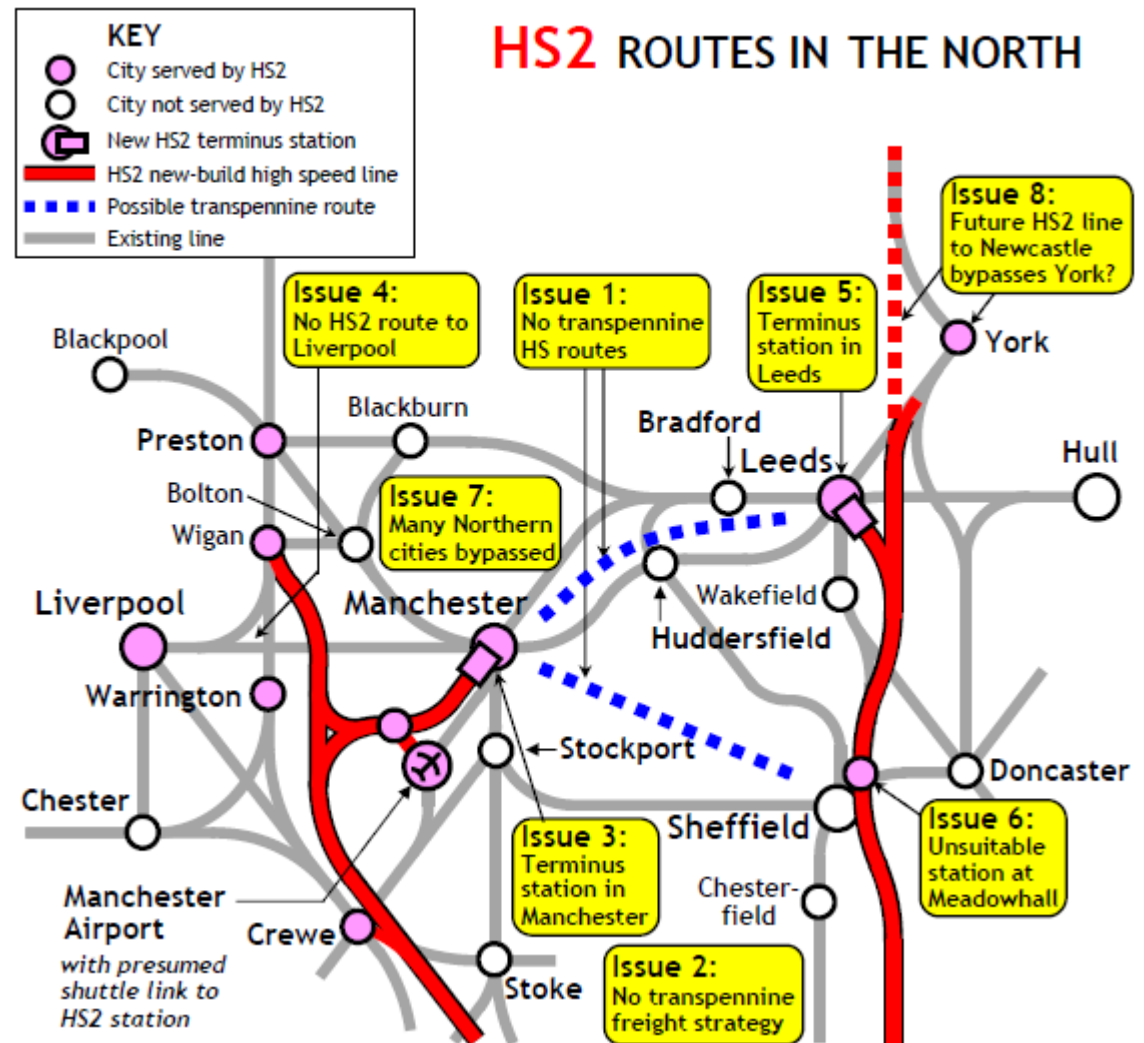 HS2 ROUTES IN THE NORTH
KEY
City served by HS2
City not served by HS2
New HS2 terminus station
HS2 new-build high speed line
Possible transpennine route
Existing line
Issue 8:
Future HS2 line
to Newcastle
bypasses York?
Issue 4:
No HS2 route to
Liverpool
Issue 1:
No transpennine
HS routes
Issue 5:
Terminus
station in
Leeds
Blackpool
York
Blackburn
Bradford
Preston
Leeds
Hull
Bolton
Issue 7:
Many Northern
cities bypassed
Wigan
Liverpool
Manchester
Wakefield
Huddersfield
Warrington
Stockport
Doncaster
Chester
Issue 3:
Terminus
station in
Manchester
Sheffield
Issue 6:
Unsuitable
station at
Meadowhall
Manchester
Airport
with presumed
shuttle link to
HS2 station
Crewe
Chester-
field
Stoke
Issue 2:
No transpennine
freight strategy